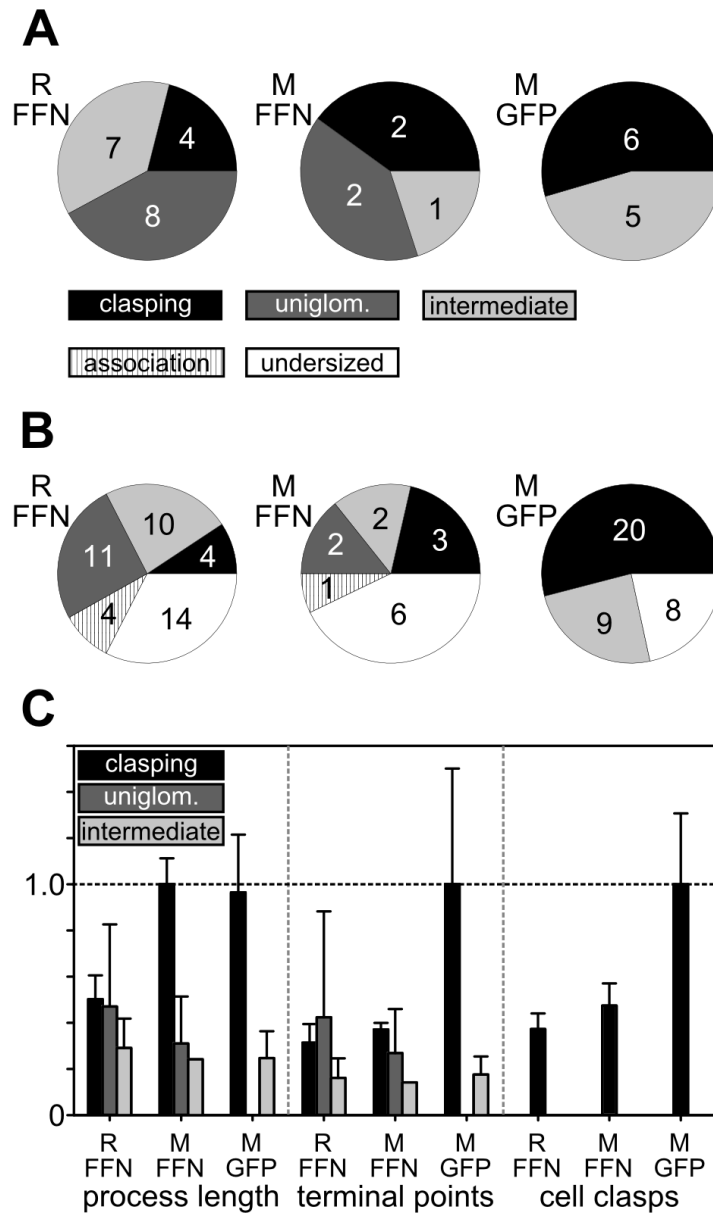 A
R
FFN
7
4
8
M
FFN
2
2
1
M
GFP
6
5
clasping
uniglom.
intermediate
association
undersized
B
R
FFN
10
11
4
4
14
M
FFN
2
3
2
1
6
M
GFP
20
9
8
C
clasping
uniglom.
intermediate
1.0
0
R M M R M M R M M
FFN FFN GFP FFN FFN GFP FFN FFN GFP
process length terminal points cell clasps